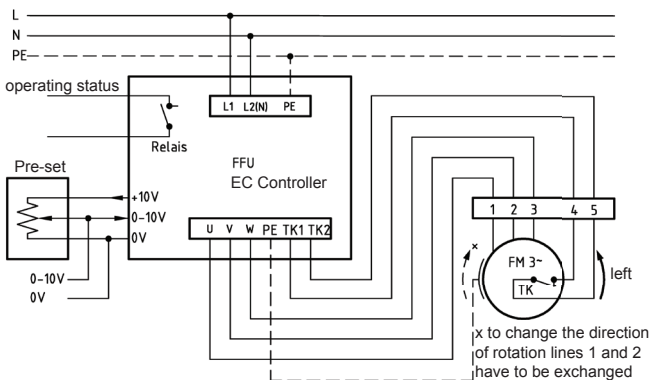 L
N
PE
operating status
L1 L2(N) PE
Relais
FFU
EC Controller
Pre-set
+10V
0-10V
0V
U V W PE TK1 TK2
0-10V
0V
1 2 3 4 5
x
FM 3~
TK
left
x to change the direction
of rotation lines 1 and 2
have to be exchanged